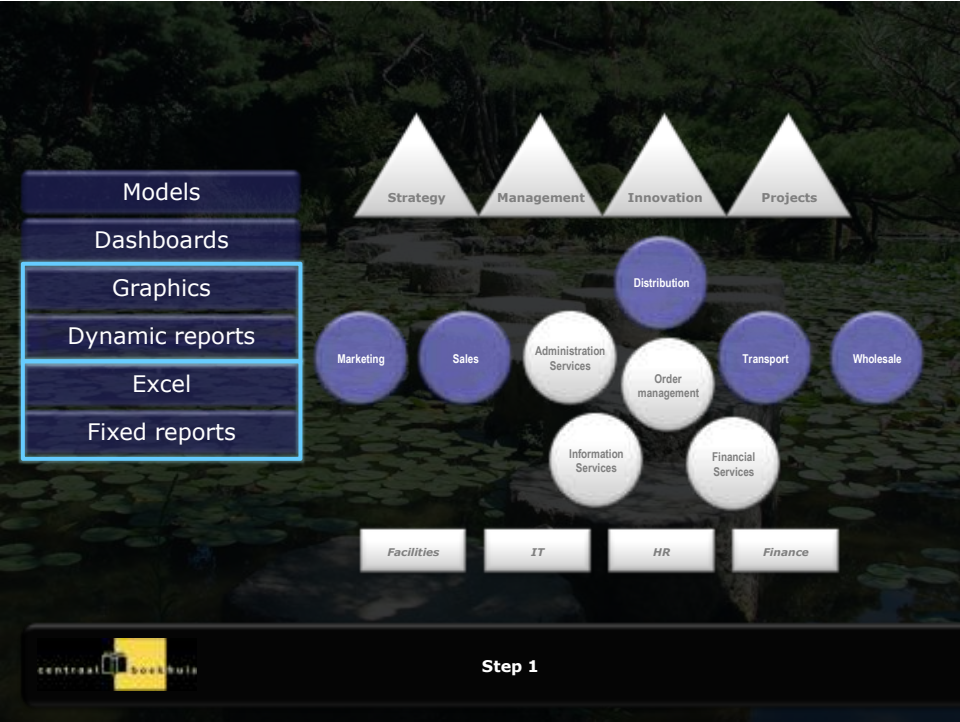 Models
Dashboards
Graphics
Dynamic reports
Excel
Fixed reports
Strategy
Management
Innovation
Projects
Distribution
Marketing
Sales
Administration
Services
Order
management
Transport
Wholesale
Information
Services
Financial
Services
Facilities
IT
HR
Finance
centraal boekhuis
Step 1